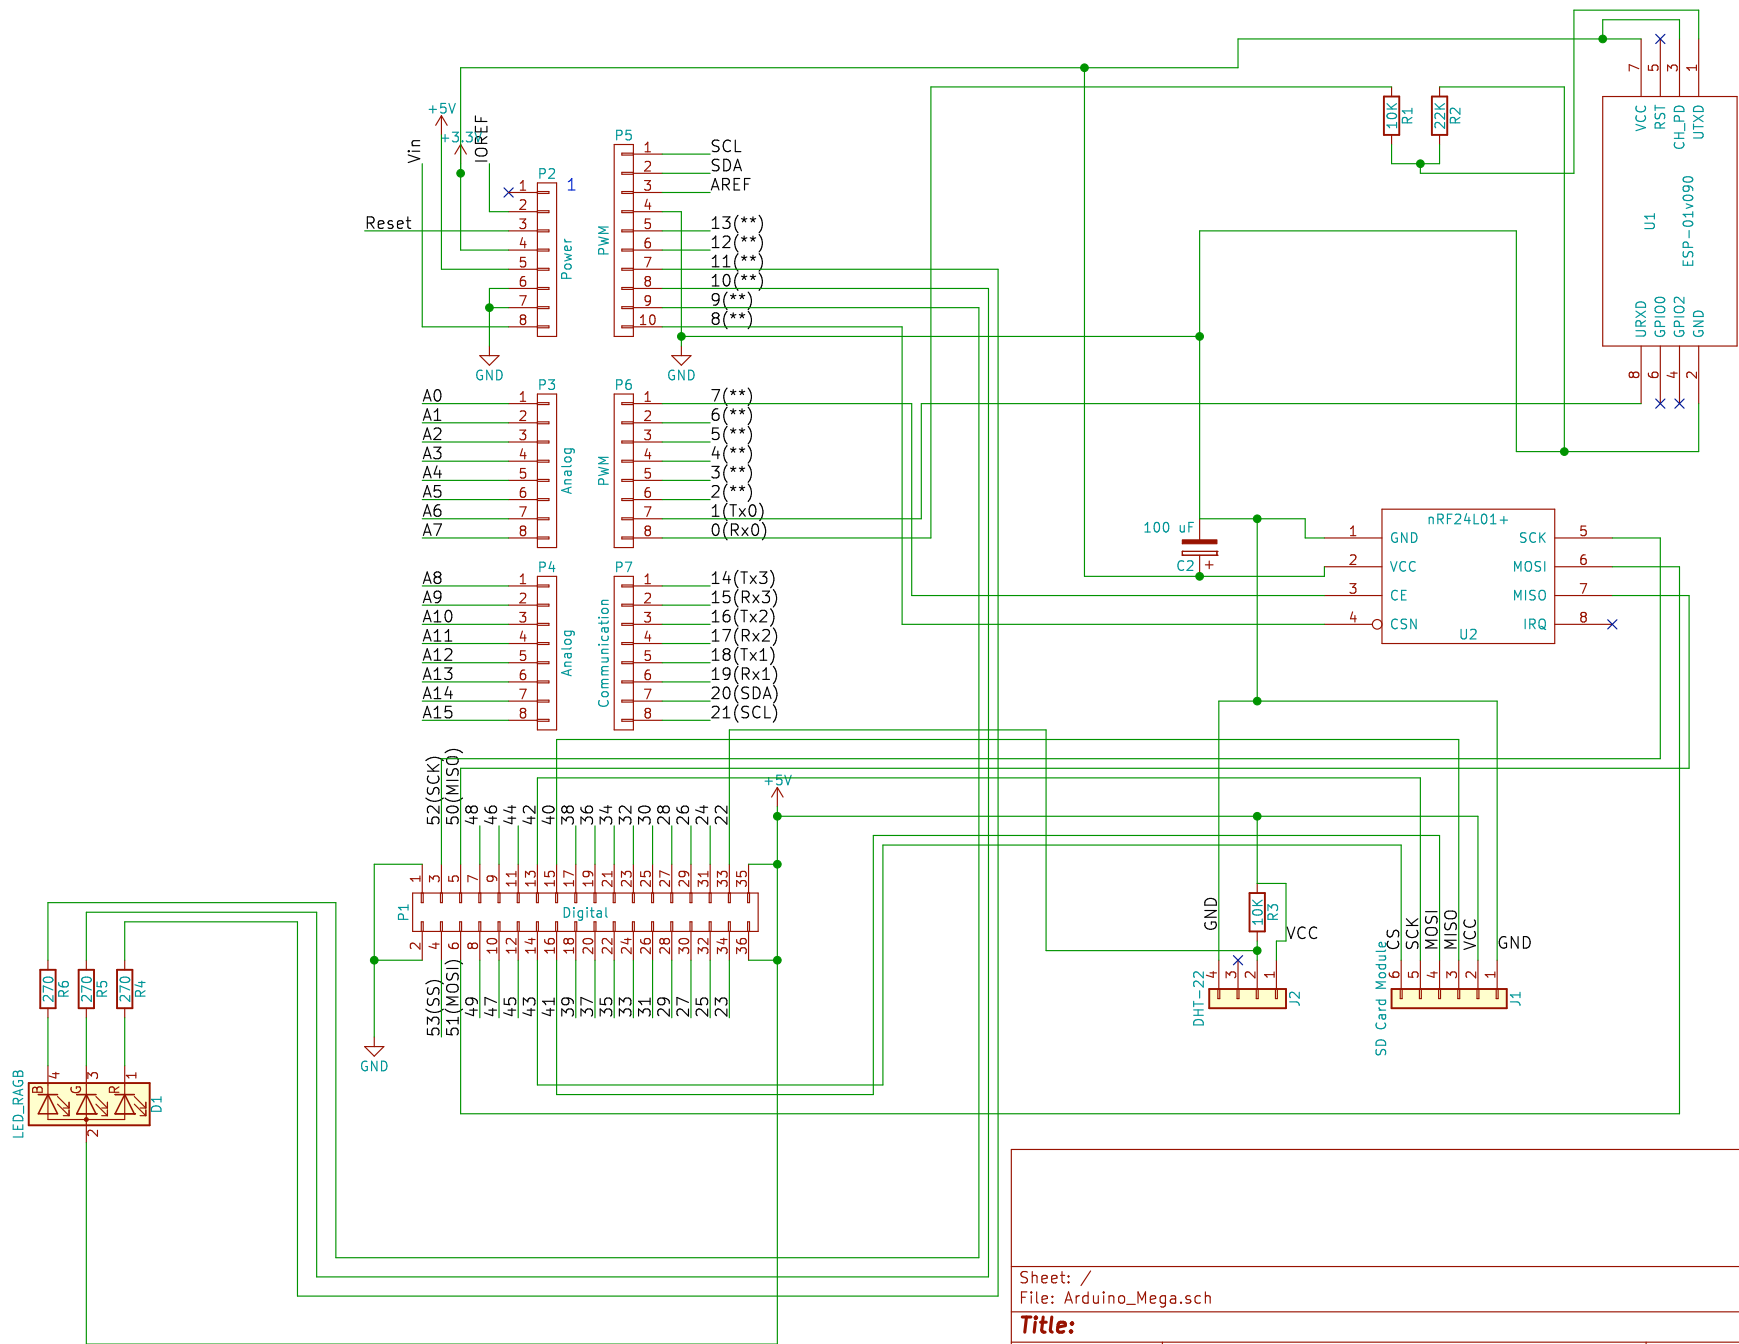 +5V
+3.3V
Vin
IOREF
Reset
P2
1
1
2
3
4
5
6
7
8
Power
GND
P5
1
2
3
4
5
6
7
8
9
10
PWM
SCL
SDA
AREF
13(**)
12(**)
11(**)
10(**)
9(**)
8(**)
GND
10K
R1
22K
R2
7
5
3
1
VCC
RST
CH_PD
UTXD
U1
ESP-01v090
URXD
GPIO0
GPIO2
GND
8
6
4
2
P3
A0
A1
A2
A3
A4
A5
A6
A7
1
2
3
4
5
6
7
8
Analog
P6
1
2
3
4
5
6
7
8
PWM
7(**)
6(**)
5(**)
4(**)
3(**)
2(**)
1(Tx0)
0(Rx0)
100 uF
C2
+
nRF24L01+
1
2
3
4
GND
VCC
CE
CSN
SCK
MOSI
MISO
IRQ
5
6
7
8
U2
P4
A8
A9
A10
A11
A12
A13
A14
A15
1
2
3
4
5
6
7
8
Analog
P7
1
2
3
4
5
6
7
8
Communication
14(Tx3)
15(Rx3)
16(Tx2)
17(Rx2)
18(Tx1)
19(Rx1)
20(SDA)
21(SCL)
+5V
52(SCK)
50(MISO)
48
46
44
42
40
38
36
34
32
30
28
26
24
22
1
3
5
7
9
11
13
15
17
19
21
23
25
27
29
31
33
35
P1
Digital
2
4
6
8
10
12
14
16
18
20
22
24
26
28
30
32
34
36
53(SS)
51(MOSI)
49
47
45
43
41
39
37
35
33
31
29
27
25
23
GND
GND
10K
R3
VCC
4
3
2
1
DHT-22
J2
CS
SCK
MOSI
MISO
VCC
GND
6
5
4
3
2
1
SD Card Module
J1
270
R6
270
R5
270
R4
4
3
1
B
G
R
LED_RAGB
D1
2
Sheet: /
File: Arduino_Mega.sch
Title: